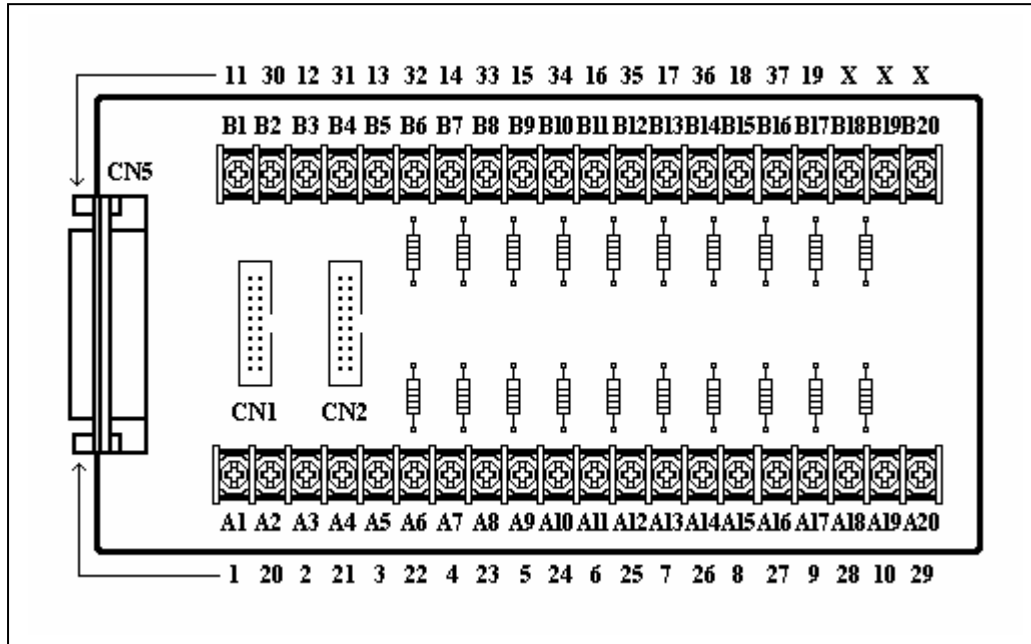 11 30 12 31 13 32 14 33 15 34 16 35 17 36 18 37 19 X X X
B1 B2 B3 B4 B5 B6 B7 B8 B9 B10 B11 B12 B13 B14 B15 B16 B17 B18 B19 B20
CN5
CN1 CN2
A1 A2 A3 A4 A5 A6 A7 A8 A9 A10 A11 A12 A13 A14 A15 A16 A17 A18 A19 A20
1 20 2 21 3 22 4 23 5 24 6 25 7 26 8 27 9 28 10 29